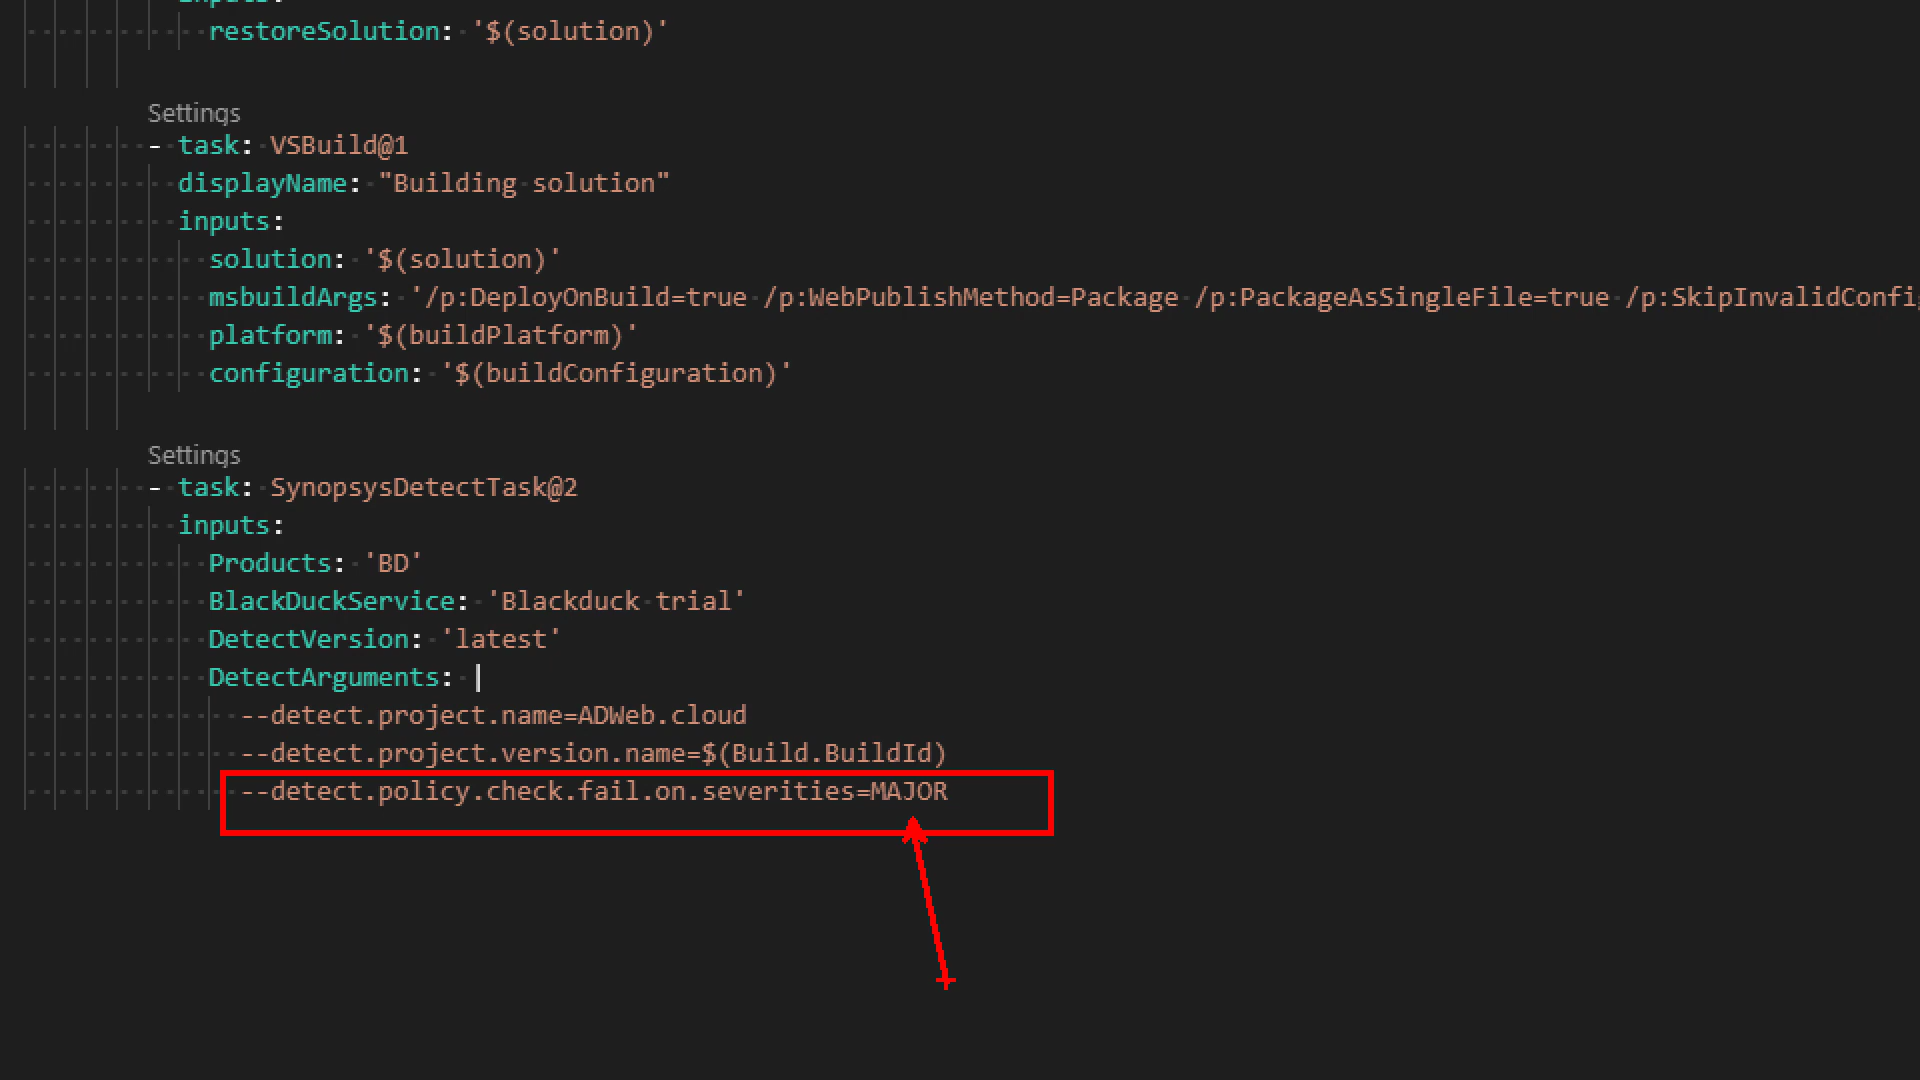 restoreSolution: '$(solution)'
Settings
- task: VSBuild@1
displayName: "Building solution"
inputs:
solution: '$(solution)'
msbuildArgs: '/p:DeployOnBuild=true /p:WebPublishMethod=Package /p:PackageAsSingleFile=true /p:SkipInvalidConfi
platform: '$(buildPlatform)'
configuration: '$(buildConfiguration)'
Settings
- task: SynopsysDetectTask@2
inputs:
Products: 'BD'
BlackDuckService: 'Blackduck trial'
DetectVersion: 'latest'
DetectArguments: |
--detect.project.name=ADWeb.cloud
--detect.project.version.name=$(Build.BuildId)
--detect.policy.check.fail.on.severities=MAJOR